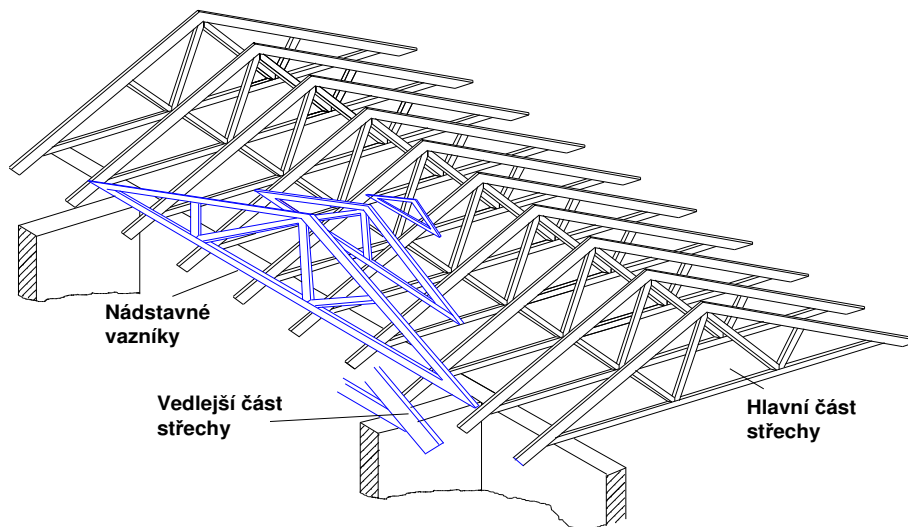 Nádstavné
vazníky
Vedlejší část
střechy
Hlavní část
střechy